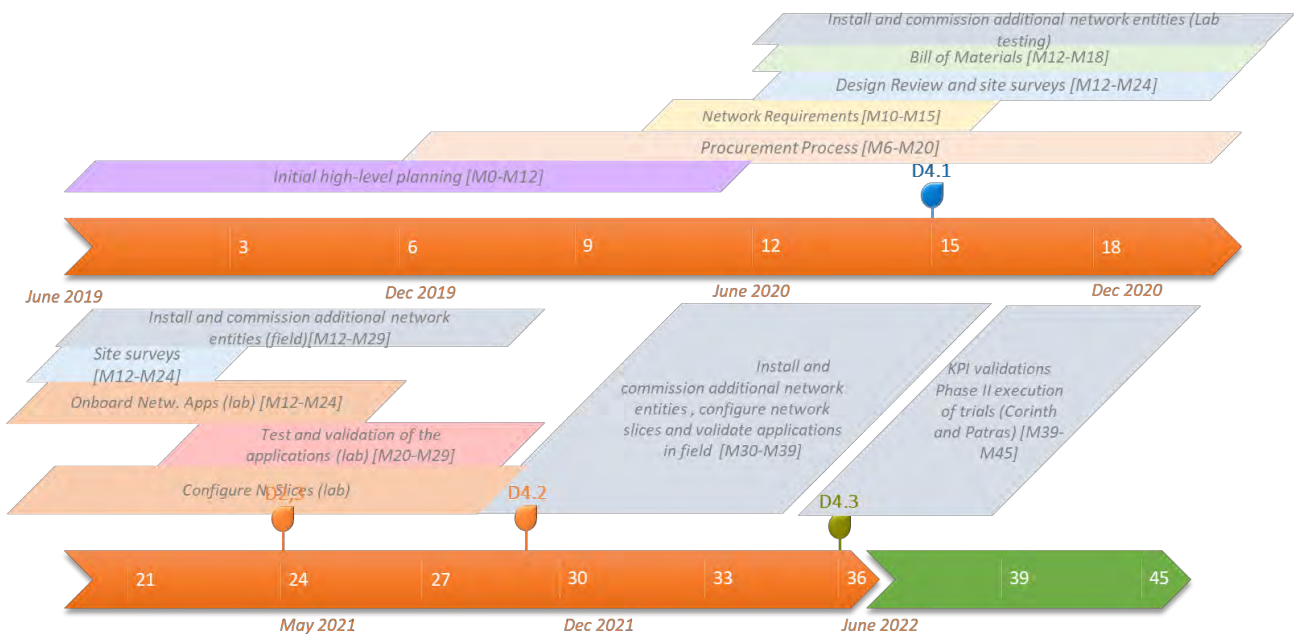 Install and commission additional network entities (Lab
testing)
Bill of Materials [M12-M18]
Design Review and site surveys [M12-M24]
Network Requirements [M10-M15]
Procurement Process [M6-M20]
Initial high-level planning [M0-M12]
D4.1
3
6
9
12
15
18
June 2019
Dec 2019
June 2020
Dec 2020
Install and commission additional network
entities (field)[M12-M29]
Site surveys
[M12-M24]
Onboard Netw. Apps (lab) [M12-M24]
Test and validation of the
applications (lab) [M20-M29]
Configure N. Slices (lab)
Install and
commission additional network
entities , configure network
slices and validate applications
in field [M30-M39]
KPI validations
Phase II execution
of trials (Corinth
and Patras) [M39-
M45]
D2,3
D4.2
D4.3
21
24
27
30
33
36
39
45
May 2021
Dec 2021
June 2022